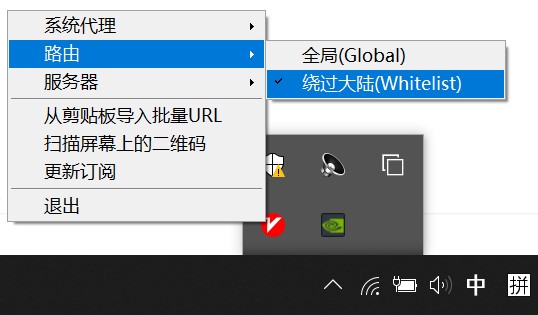 系统代理
路由
服务器
从剪贴板导入批量URL
扫描屏幕上的二维码
更新订阅
退出
全局(Global)
绕过大陆(Whitelist)
中
拼